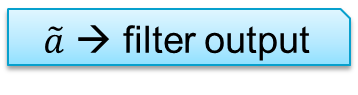 ã → filter output